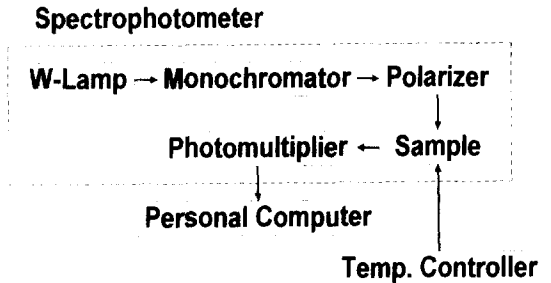 Spectrophotometer
W-Lamp → Monochromator → Polarizer
Photomultiplier ← Sample
Personal Computer
Temp. Controller